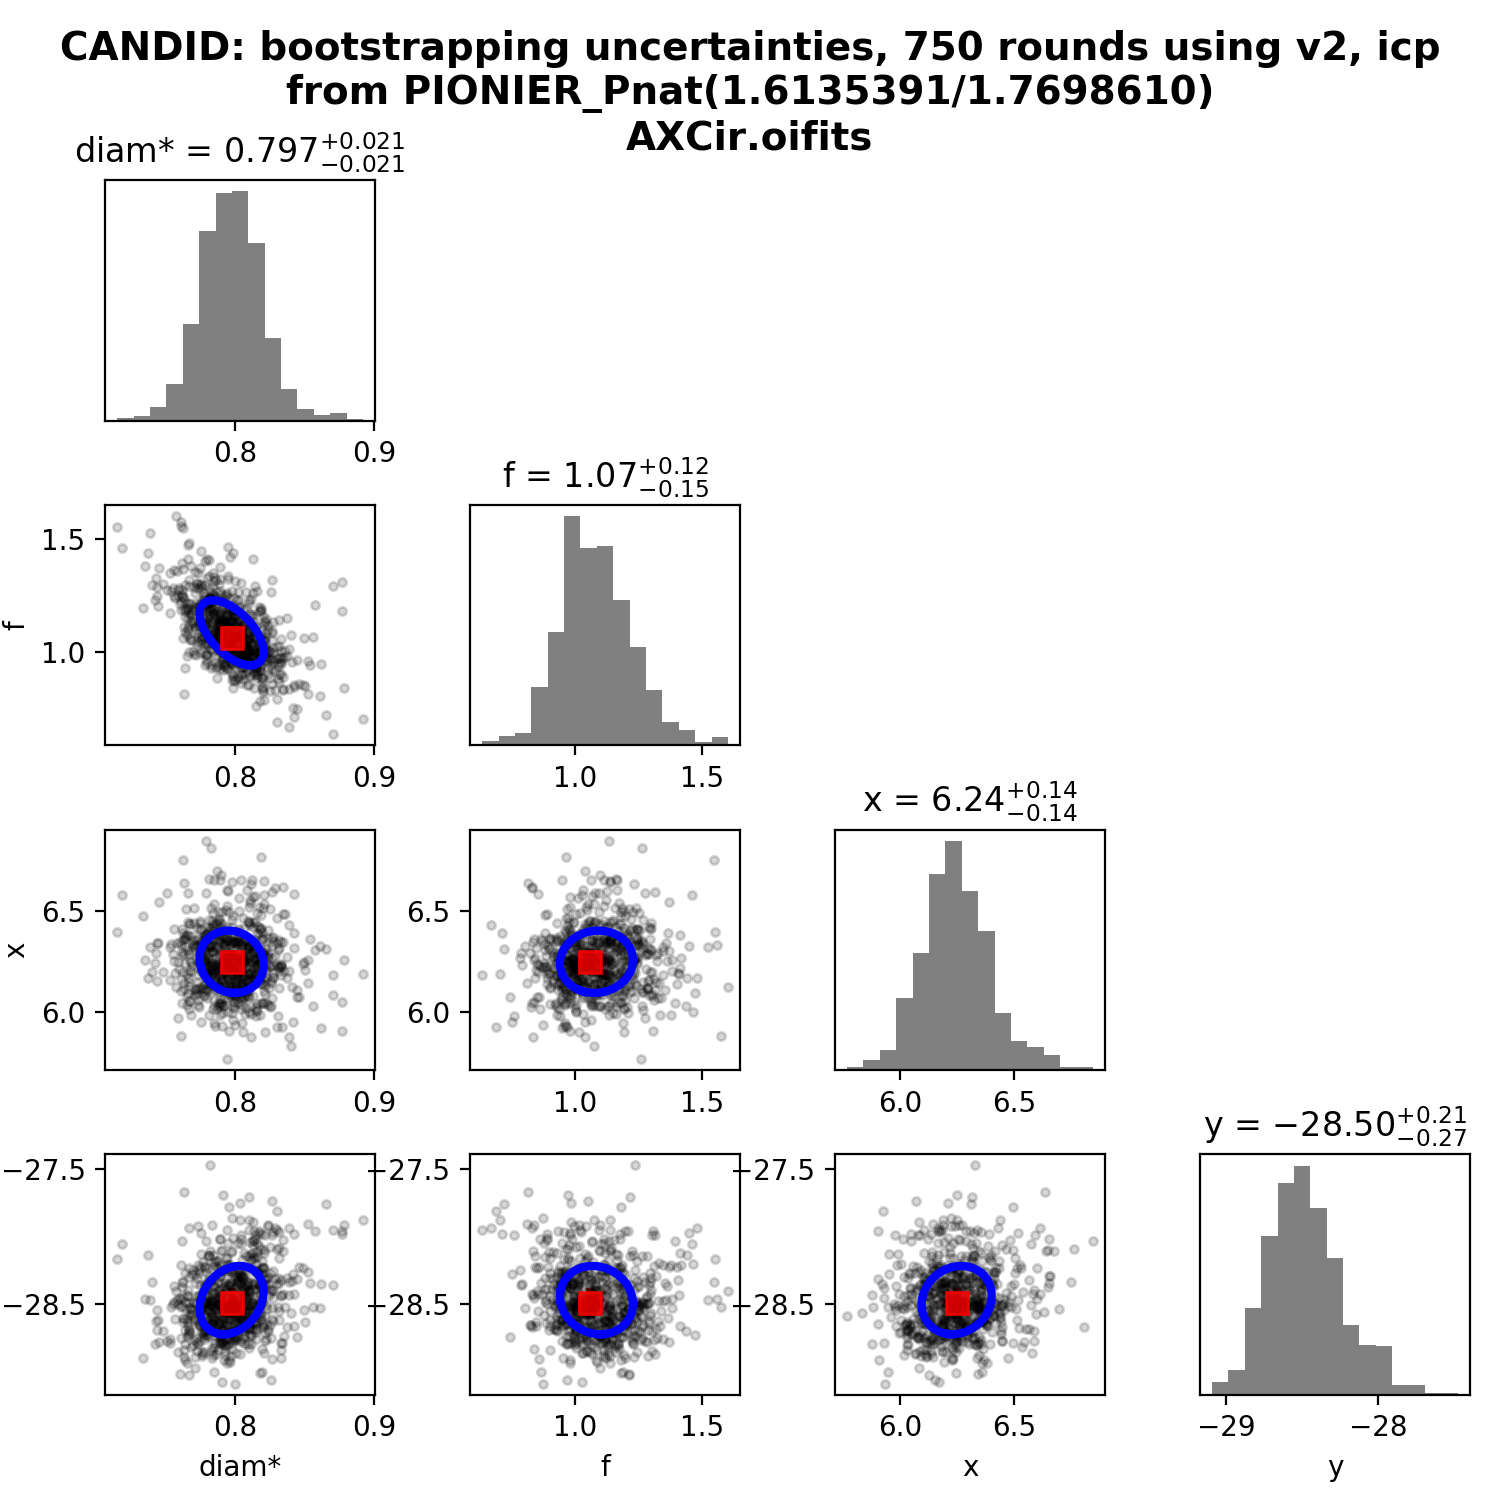 CANDID: bootstrapping uncertainties, 750 rounds using v2, icp
from PIONIER_Pnat(1.6135391/1.7698610)
AXCir.oifits
diam* = 0.797+0.021−0.021
0.8 0.9
f = 1.07+0.12−0.15
f
1.5
1.0
0.8 0.9
1.0 1.5
x = 6.24+0.14−0.14
x
6.5
6.0
6.5
6.0
0.8 0.9
1.0 1.5
6.0 6.5
y = −28.50+0.21−0.27
−27.5
−28.5
−27.5
−28.5
−27.5
−28.5
0.8 0.9
1.0 1.5
6.0 6.5
−29 −28
diam*
f
x
y